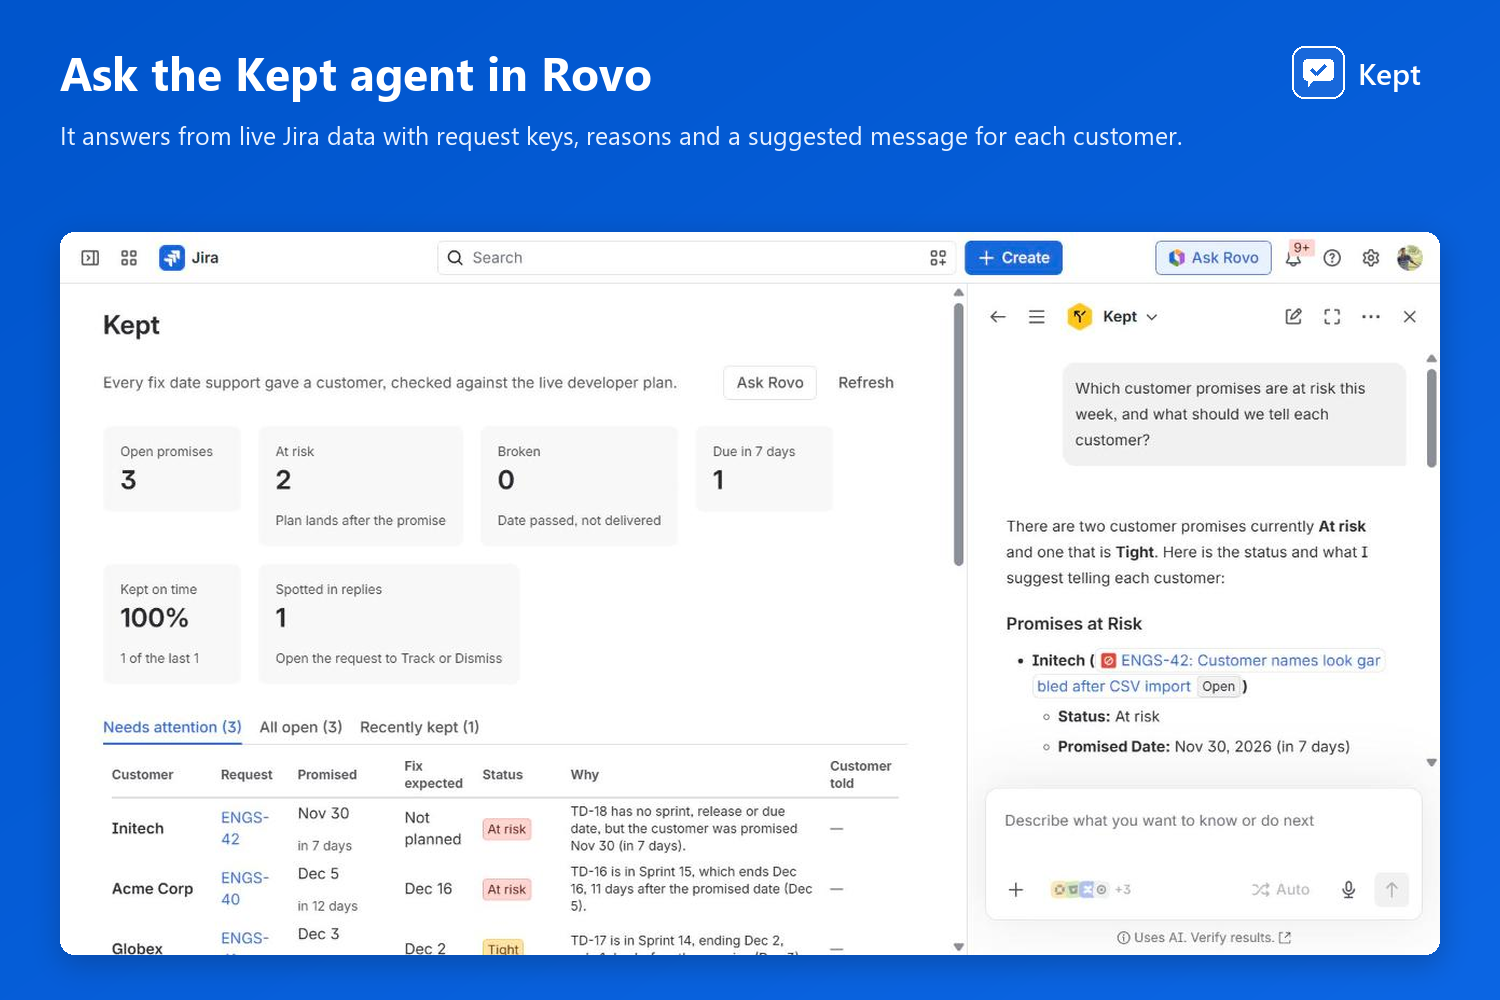 Ask the Kept agent in Rovo
Kept
It answers from live Jira data with request keys, reasons and a suggested message for each customer.
Jira
Search
Create
Ask Rovo
9+
Kept
Every fix date support gave a customer, checked against the live developer plan.
Ask Rovo
Refresh
Open promises
3
At risk
2
Plan lands after the promise
Broken
0
Date passed, not delivered
Due in 7 days
1
Kept on time
100%
1 of the last 1
Spotted in replies
1
Open the request to Track or Dismiss
Needs attention (3)
All open (3)
Recently kept (1)
Customer
Request
Promised
Fix
expected
Status
Why
Customer
told
Initech
ENGS-
42
Nov 30
in 7 days
Not
planned
At risk
TD-18 has no sprint, release or due
date, but the customer was promised
Nov 30 (in 7 days).
—
Acme Corp
ENGS-
40
Dec 5
in 12 days
Dec 16
At risk
TD-16 is in Sprint 15, which ends Dec
16, 11 days after the promised date (Dec
5).
—
Globex
ENGS-
Dec 3
Dec 2
Tight
TD-17 is in Sprint 14, ending Dec 2,
—
Kept
Which customer promises are at risk this
week, and what should we tell each
customer?
There are two customer promises currently At risk
and one that is Tight. Here is the status and what I
suggest telling each customer:
Promises at Risk
• Initech ( ENGS-42: Customer names look gar
bled after CSV import Open )
Status: At risk
Promised Date: Nov 30, 2026 (in 7 days)
Describe what you want to know or do next
+3
Auto
Uses AI. Verify results.